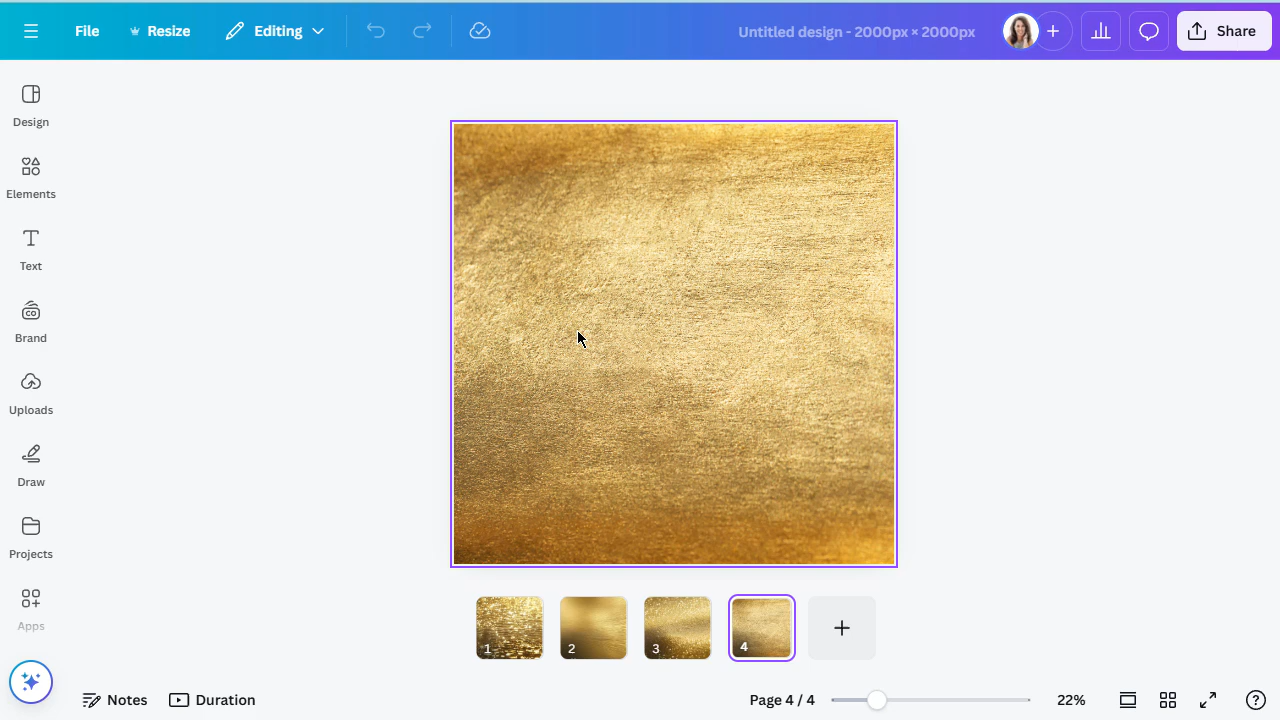 File
Resize
Editing
Untitled design - 2000px × 2000px
Share
Design
Elements
Text
CO
Brand
Uploads
Draw
Projects
Apps
1
2
3
4
Notes
Duration
Page 4 / 4
22%